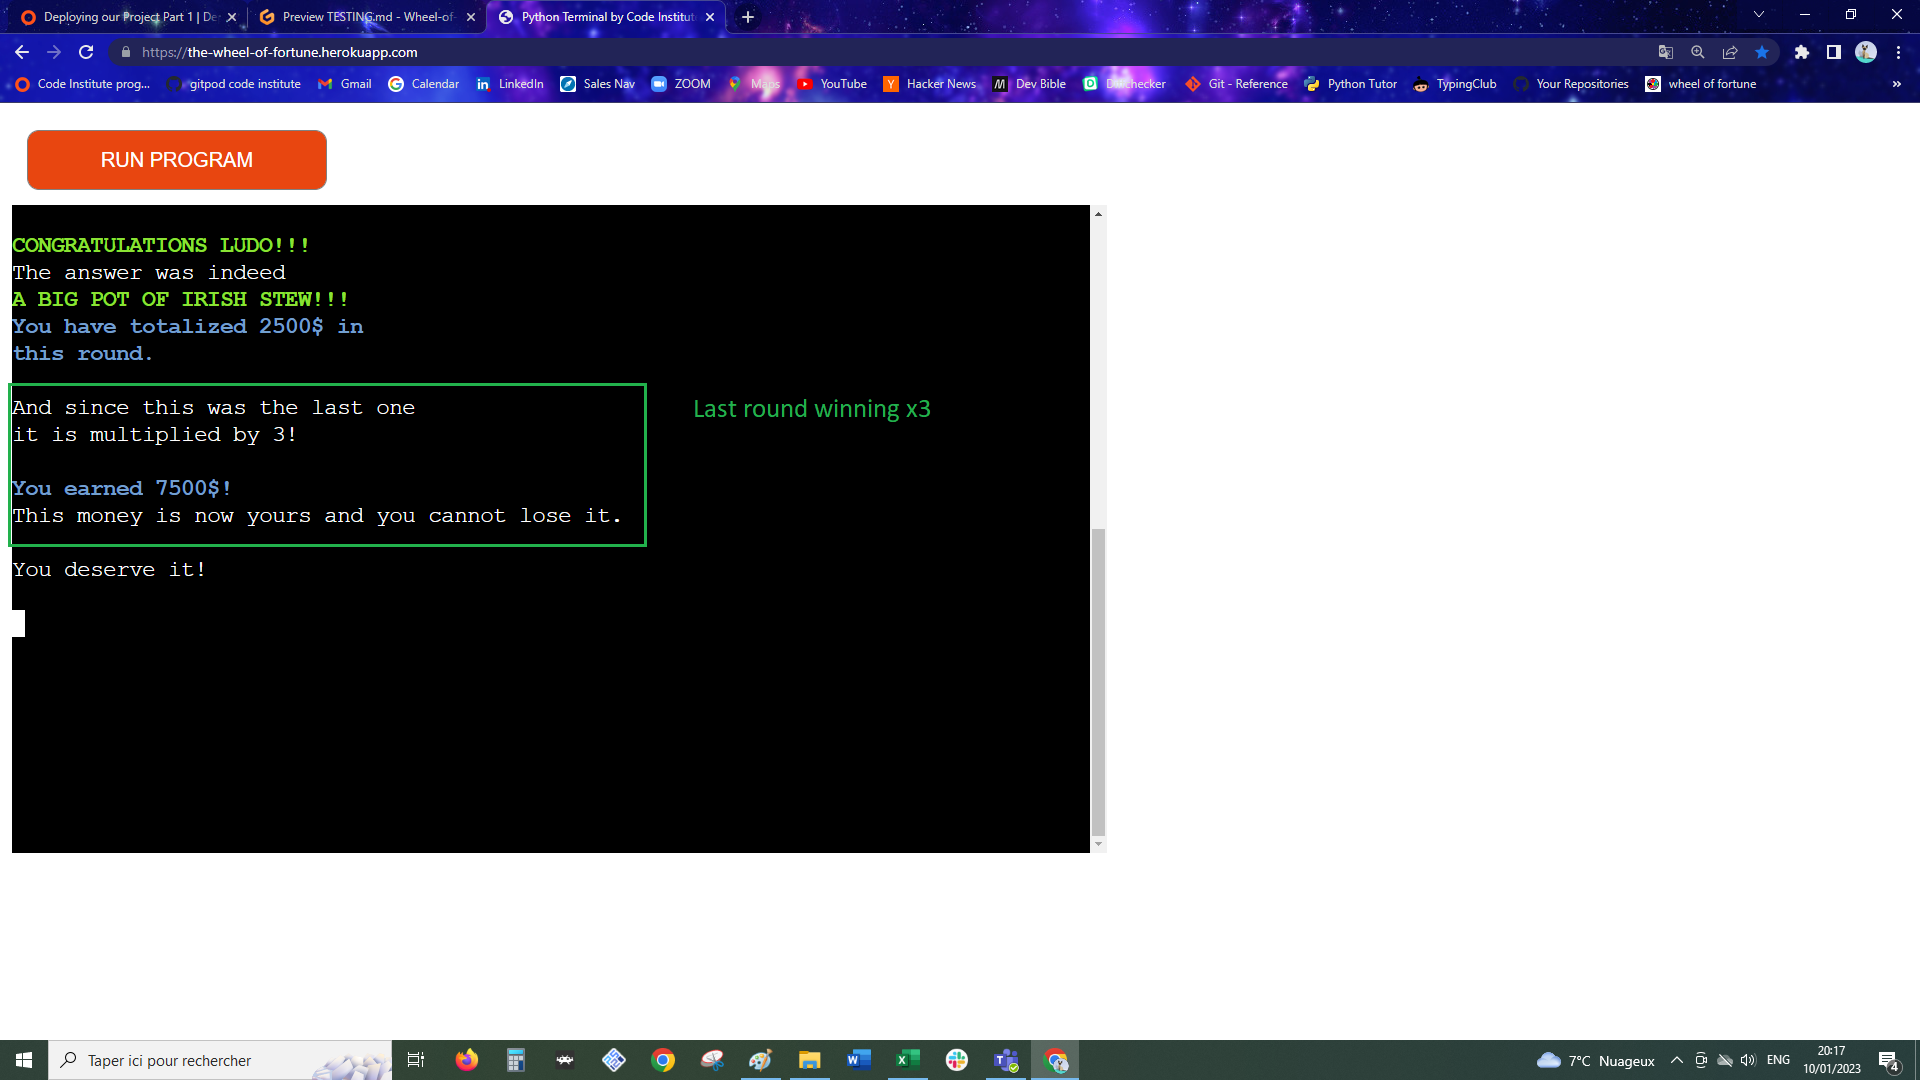 Deploying our Project Part 1 | De
Preview TESTING.md - Wheel-of-
Python Terminal by Code Institut
https://the-wheel-of-fortune.herokuapp.com
Code Institute prog...
gitpod code institute
Gmail
Calendar
LinkedIn
Sales Nav
ZOOM
Maps
YouTube
Hacker News
Dev Bible
Git - Reference
Python Tutor
TypingClub
Your Repositories
wheel of fortune
RUN PROGRAM
CONGRATULATIONS LUDO!!!
The answer was indeed
A BIG POT OF IRISH STEW!!!
You have totalized 2500$ in
this round.
And since this was the last one
it is multiplied by 3!
Last round winning x3
You earned 7500$!
This money is now yours and you cannot lose it.
You deserve it!
Taper ici pour rechercher
7°C Nuageux
ENG
20:17
10/01/2023
4